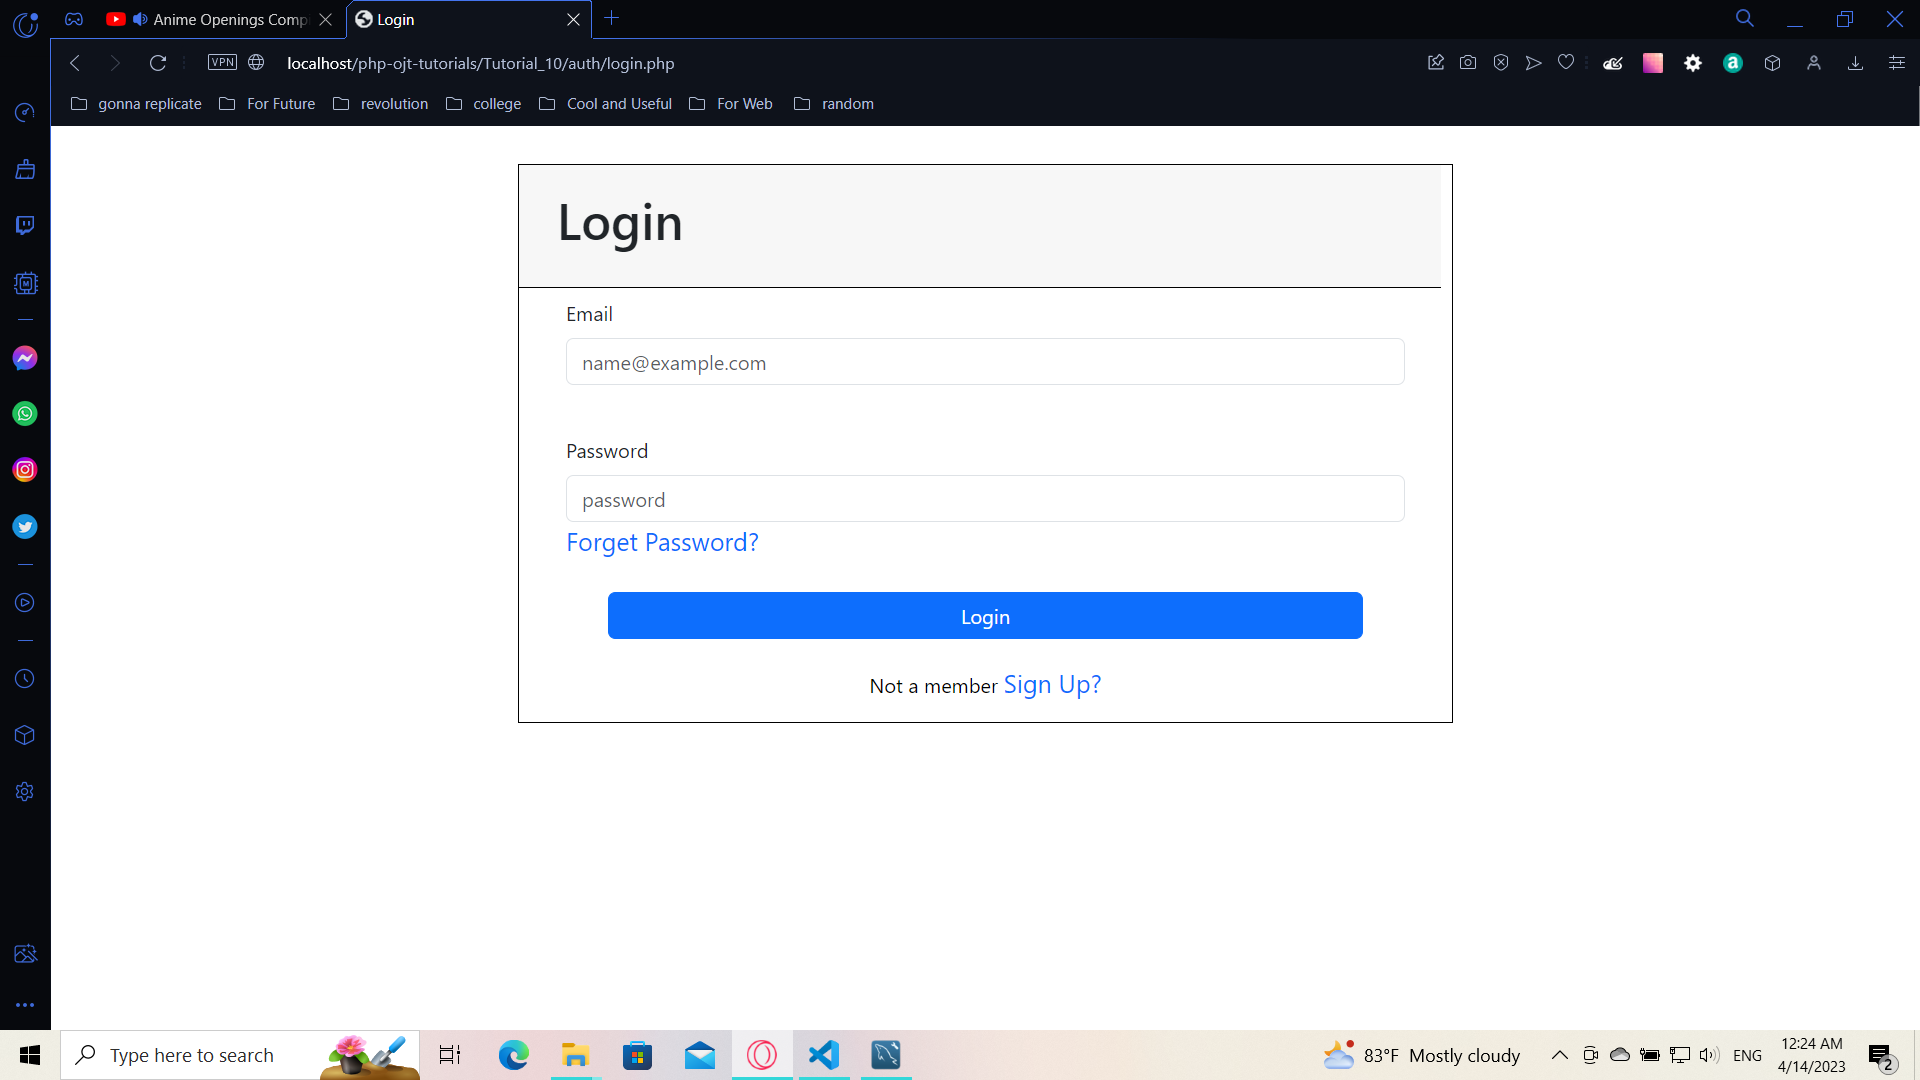 Anime Openings Comp
Login
VPN
localhost/php-ojt-tutorials/Tutorial_10/auth/login.php
gonna replicate
For Future
revolution
college
Cool and Useful
For Web
random
Login
Email
name@example.com
Password
password
Forget Password?
Login
Not a member Sign Up?
Type here to search
83°F Mostly cloudy
ENG
12:24 AM
4/14/2023
2